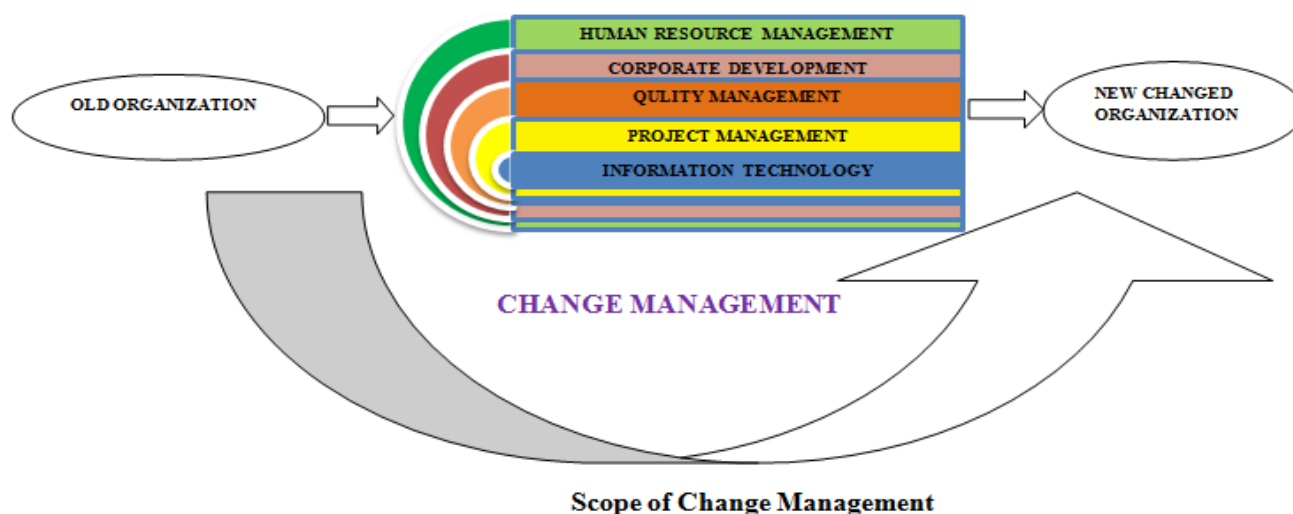 HUMAN RESOURCE MANAGEMENT
CORPORATE DEVELOPMENT
OLD ORGANIZATION
QULITY MANAGEMENT
NEW CHANGED
ORGANIZATION
PROJECT MANAGEMENT
INFORMATION TECHNOLOGY
CHANGE MANAGEMENT
Scope of Change Management